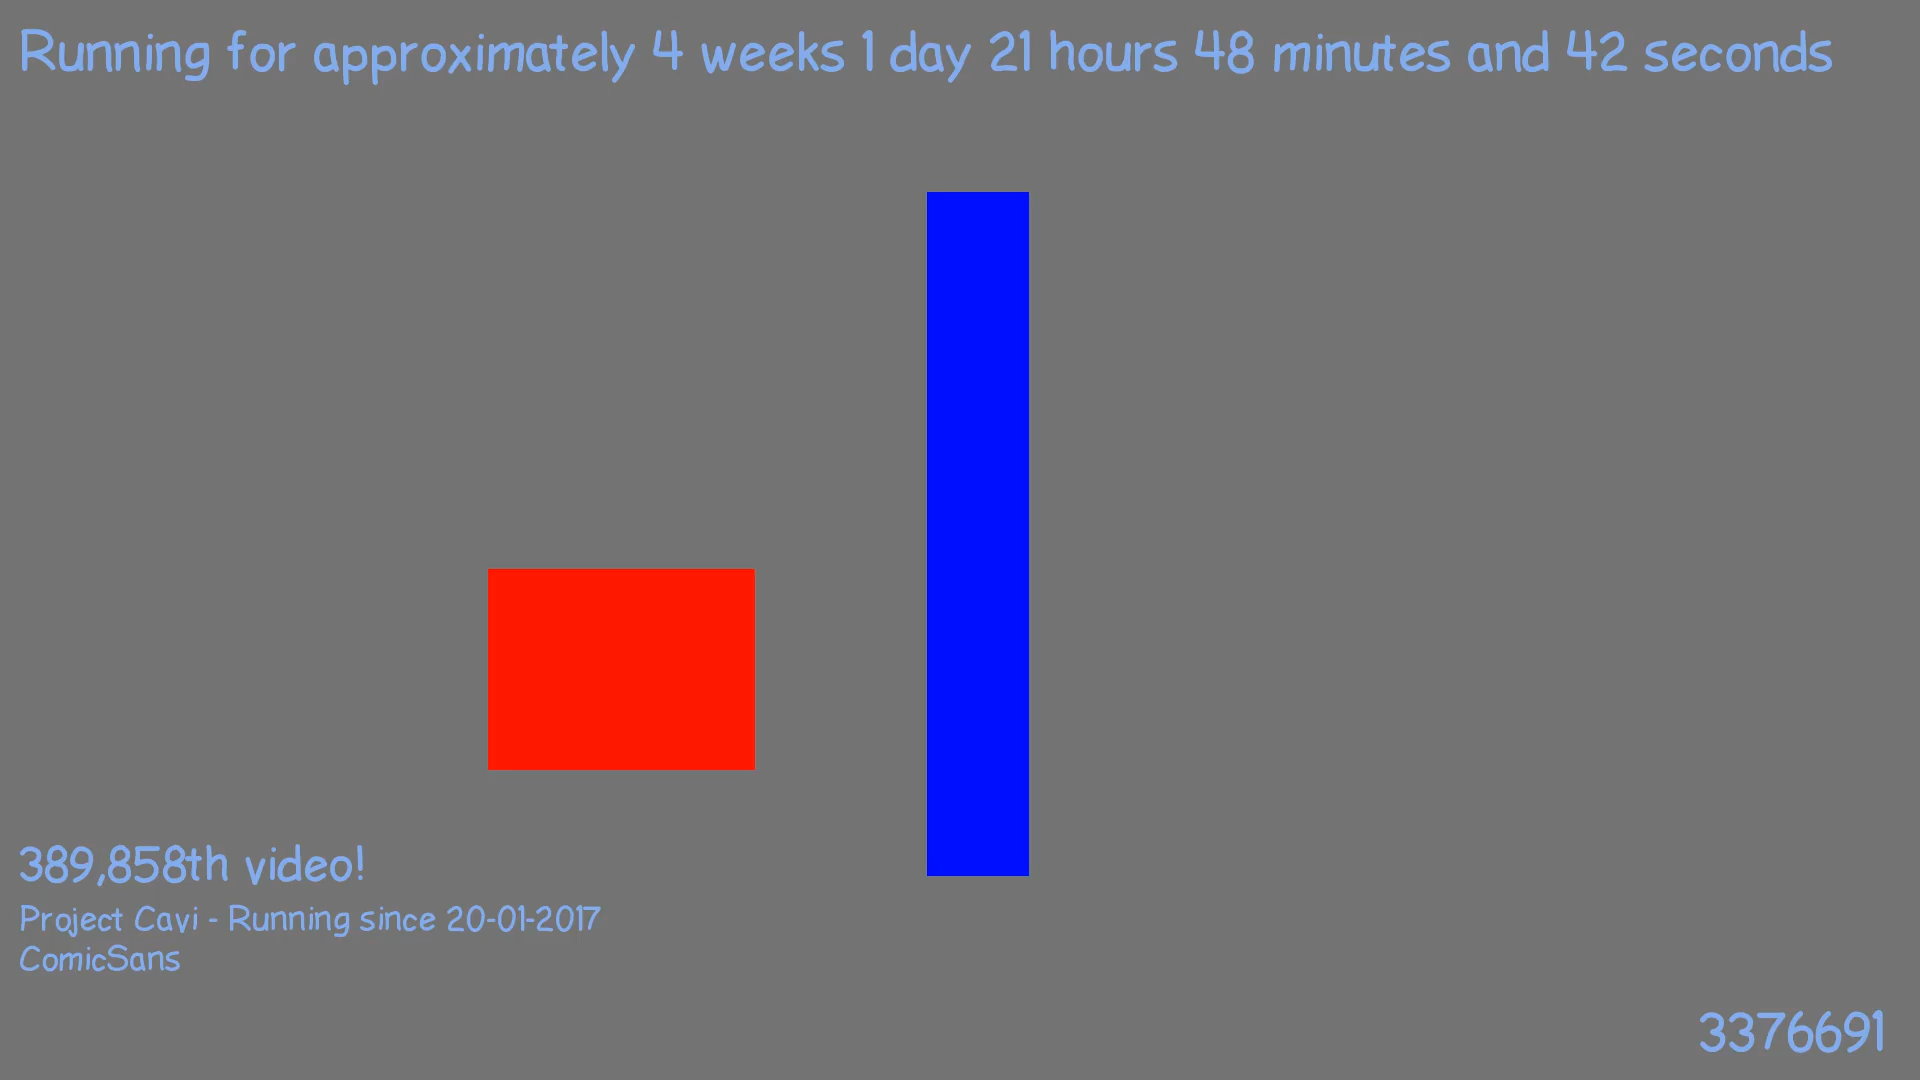 Running for approximately 4 weeks 1 day 21 hours 48 minutes and 42 seconds
389,858th video!
Project Cavi - Running since 20-01-2017
ComicSans
3376691